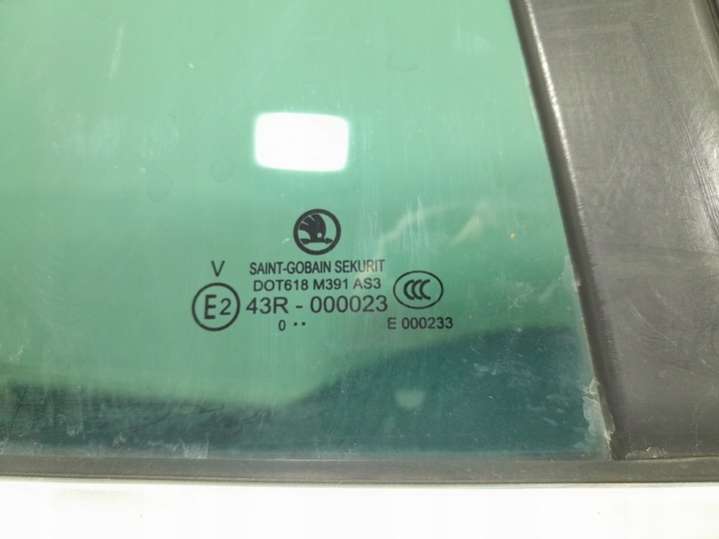 V SAINT-GOBAIN SEKURIT
DOT618 M391 AS3
E2 43R - 000023 CCC
0 •• E 000233